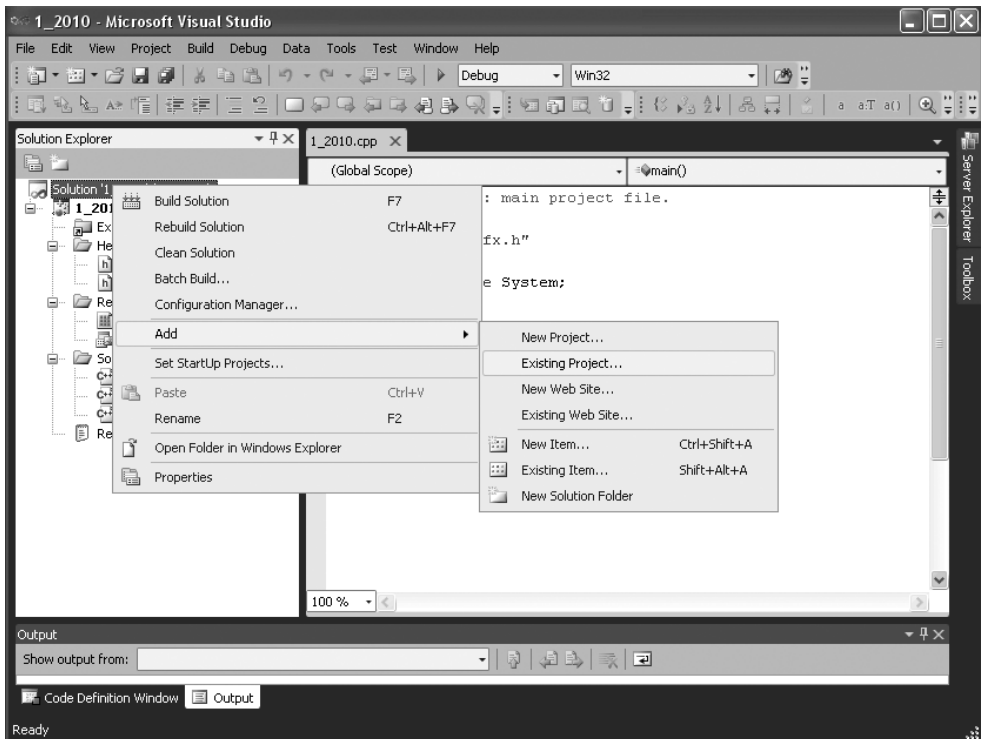 1_2010 - Microsoft Visual Studio
File Edit View Project Build Debug Data Tools Test Window Help
Debug Win32
a a.T a()
Solution Explorer
1_2010.cpp
(Global Scope) main()
Solution '1
1_201
Ex
He
h
h
Re
So
C++
C++
C++
Re
Build Solution F7
Rebuild Solution Ctrl+Alt+F7
Clean Solution
Batch Build...
Configuration Manager...
Add
Set StartUp Projects...
Paste Ctrl+V
Rename F2
Open Folder in Windows Explorer
Properties
New Project...
Existing Project...
New Web Site...
Existing Web Site...
New Item... Ctrl+Shift+A
Existing Item... Shift+Alt+A
New Solution Folder
: main project file.
fx.h"
e System;
Server Explorer
Toolbox
100 %
Output
Show output from:
Code Definition Window Output
Ready